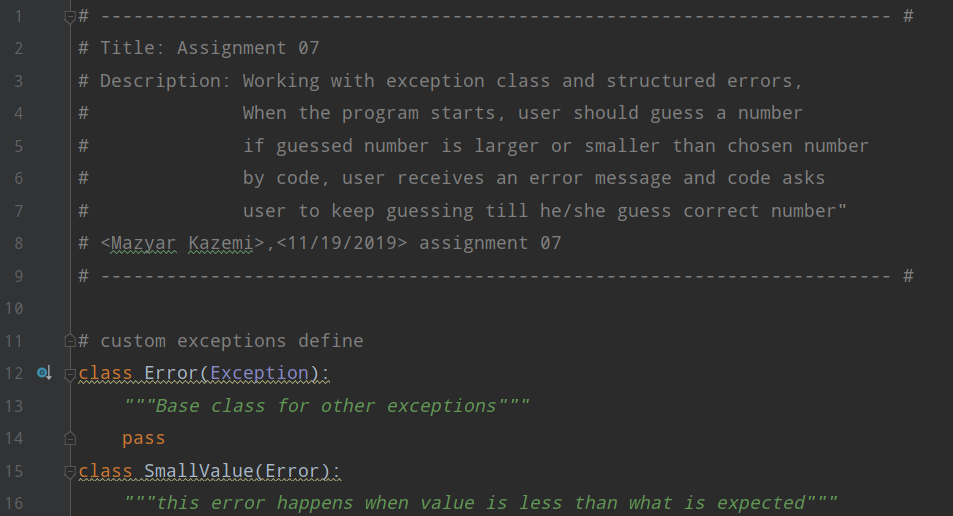 1 # ------------------------------------------------------------------------ #
2 # Title: Assignment 07
3 # Description: Working with exception class and structured errors,
4 #              When the program starts, user should guess a number
5 #              if guessed number is larger or smaller than chosen number
6 #              by code, user receives an error message and code asks
7 #              user to keep guessing till he/she guess correct number"
8 # <Mazyar Kazemi>,<11/19/2019> assignment 07
9 # ------------------------------------------------------------------------ #
10
11 # custom exceptions define
12 class Error(Exception):
13     """Base class for other exceptions"""
14     pass
15 class SmallValue(Error):
16     """this error happens when value is less than what is expected"""